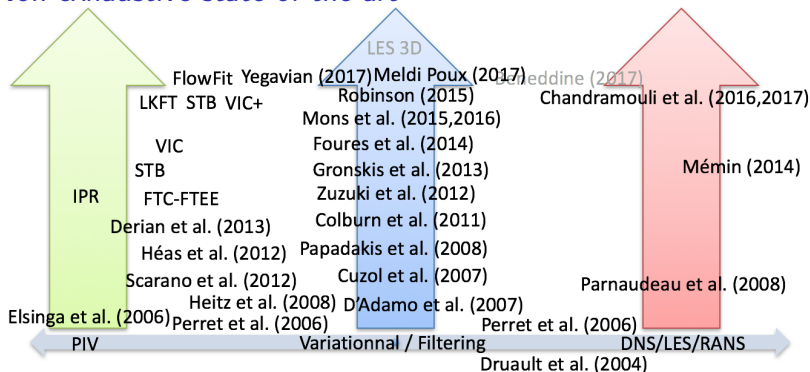 LES 3D
FlowFit Yegavian (2017) Meldi Poux (2017) Beneddine (2017)
LKFT STB VIC+ Robinson (2015) Chandramouli et al. (2016,2017)
Mons et al. (2015,2016)
VIC Foures et al. (2014)
STB Gronskis et al. (2013) Mémin (2014)
IPR FTC-FTEE Zuzuki et al. (2012)
Derian et al. (2013) Colburn et al. (2011)
Héas et al. (2012) Papadakis et al. (2008)
Scarano et al. (2012) Cuzol et al. (2007) Parnaudeau et al. (2008)
Heitz et al. (2008) D'Adamo et al. (2007)
Elsinga et al. (2006) Perret et al. (2006) Perret et al. (2006)
PIV Variationnal / Filtering DNS/LES/RANS
Druault et al. (2004)